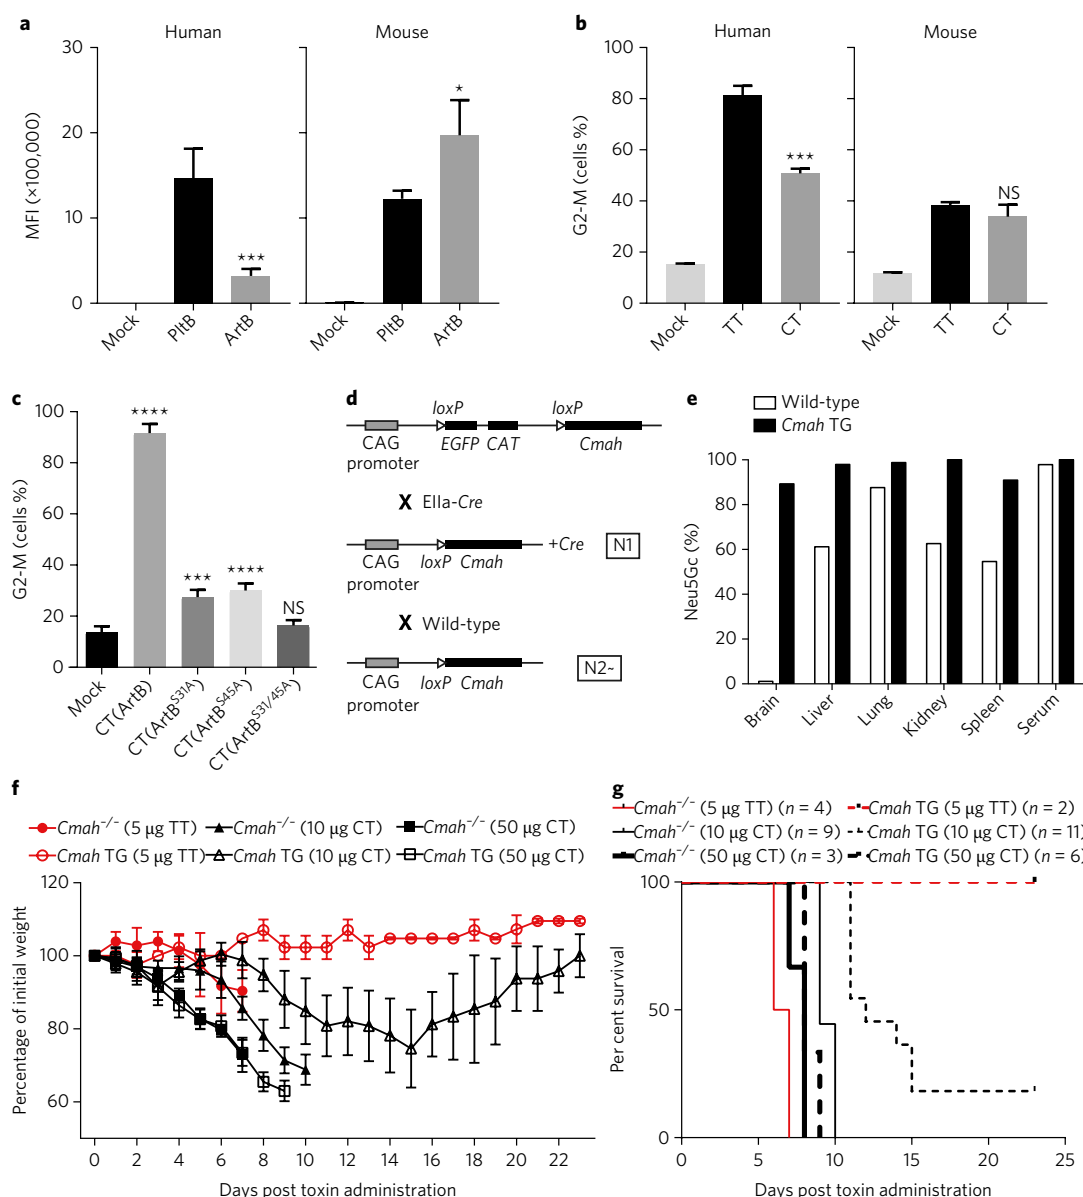 a
Human
Mouse
MFI (×100,000)
30
20
10
0
*
***
Mock
PltB
ArtB
Mock
PltB
ArtB
b
Human
Mouse
G2-M (cells %)
100
80
60
40
20
0
***
NS
Mock
TT
CT
Mock
TT
CT
c
G2-M (cells %)
100
80
60
40
20
0
****
***
****
NS
Mock
CT(ArtB)
CT(ArtB^S31A)
CT(ArtB^S45A)
CT(ArtB^S31/45A)
d
loxP loxP
CAG EGFP CAT Cmah
promoter
X Ella-Cre
+Cre N1
CAG loxP Cmah
promoter
X Wild-type
N2~
CAG loxP Cmah
promoter
e
Wild-type
Cmah TG
Neu5Gc (%)
100
80
60
40
20
0
Brain
Liver
Lung
Kidney
Spleen
Serum
f
Cmah−/− (5 µg TT) Cmah−/− (10 µg CT) Cmah−/− (50 µg CT)
Cmah TG (5 µg TT) Cmah TG (10 µg CT) Cmah TG (50 µg CT)
Percentage of initial weight
120
100
80
60
0 2 4 6 8 10 12 14 16 18 20 22
Days post toxin administration
g
Cmah−/− (5 µg TT) (n = 4) Cmah TG (5 µg TT) (n = 2)
Cmah−/− (10 µg CT) (n = 9) Cmah TG (10 µg CT) (n = 11)
Cmah−/− (50 µg CT) (n = 3) Cmah TG (50 µg CT) (n = 6)
Per cent survival
100
50
0
0 5 10 15 20 25
Days post toxin administration